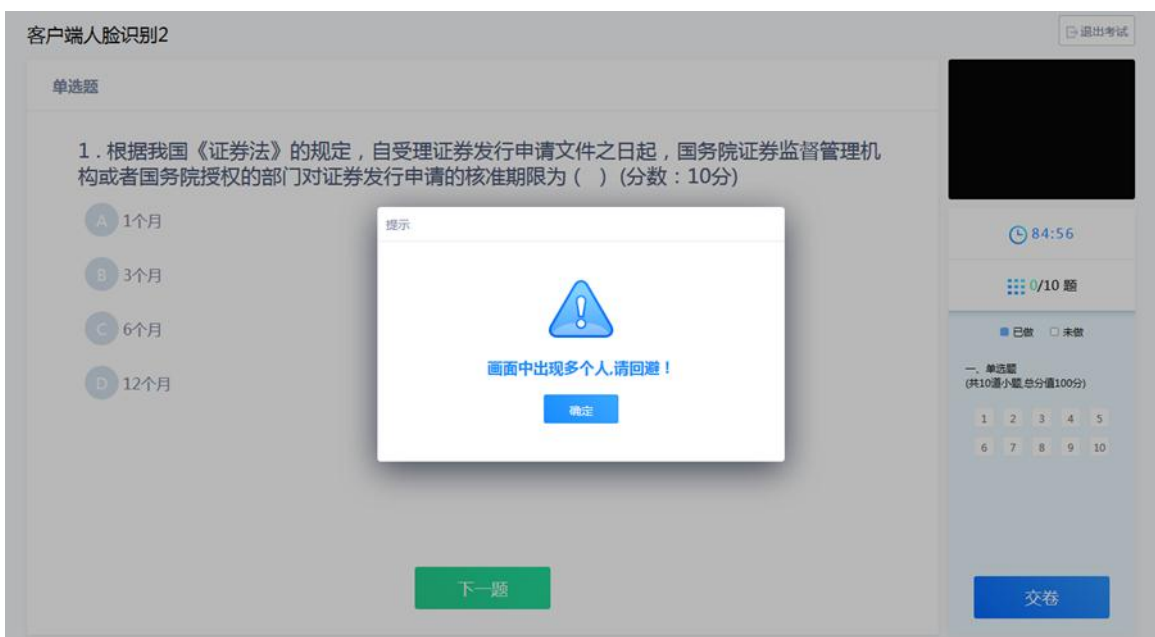 客户端人脸识别2
退出考试
单选题
1．根据我国《证券法》的规定，自受理证券发行申请文件之日起，国务院证券监督管理机
构或者国务院授权的部门对证券发行申请的核准期限为（  ）(分数：10分)
A 1个月
B 3个月
C 6个月
D 12个月
提示
画面中出现多个人,请回避！
确定
下一题
84:56
0/10 题
已做 未做
一、单选题
(共10道小题,总分值100分)
1 2 3 4 5
6 7 8 9 10
交卷